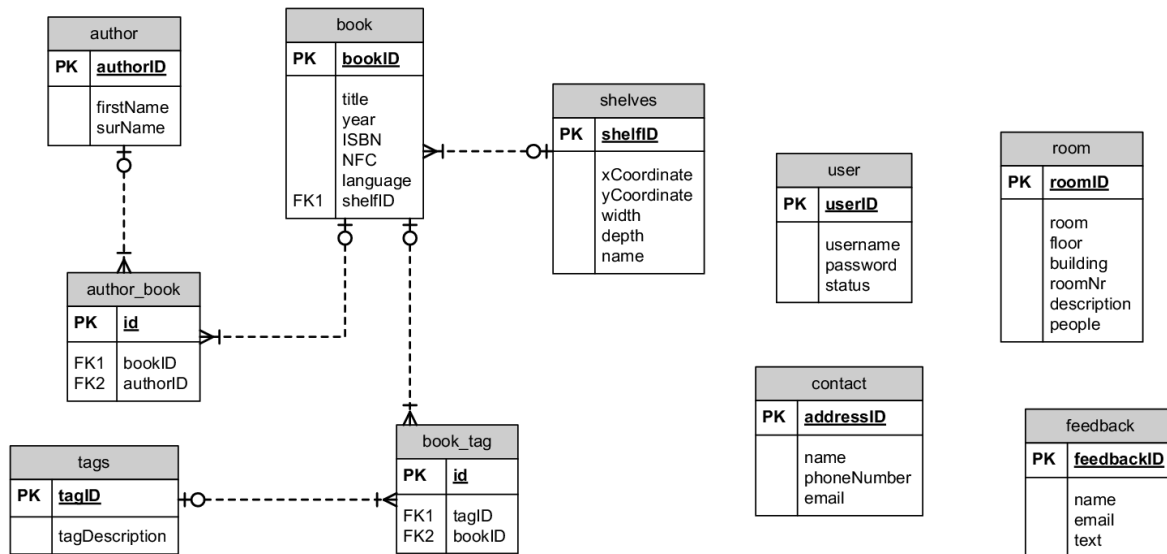 author
PK authorID
firstName
surName
book
PK bookID
title
year
ISBN
NFC
language
FK1 shelfID
shelves
PK shelfID
xCoordinate
yCoordinate
width
depth
name
user
PK userID
username
password
status
room
PK roomID
room
floor
building
roomNr
description
people
author_book
PK id
FK1 bookID
FK2 authorID
contact
PK addressID
name
phoneNumber
email
tags
PK tagID
tagDescription
book_tag
PK id
FK1 tagID
FK2 bookID
feedback
PK feedbackID
name
email
text